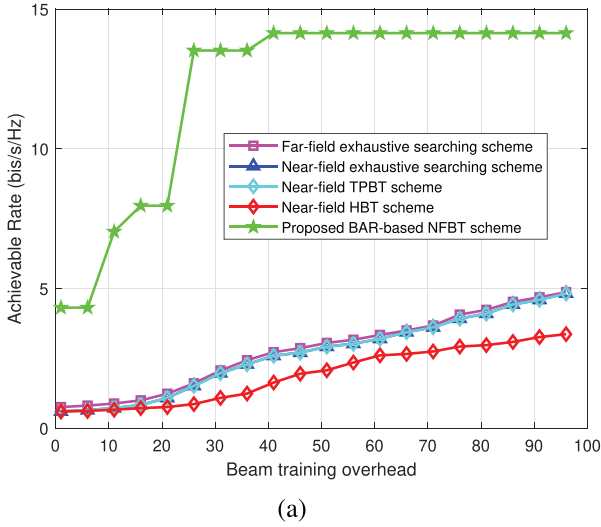 15
10
5
0
Achievable Rate (bis/s/Hz)
Far-field exhaustive searching scheme
Near-field exhaustive searching scheme
Near-field TPBT scheme
Near-field HBT scheme
Proposed BAR-based NFBT scheme
0 10 20 30 40 50 60 70 80 90 100
Beam training overhead
(a)